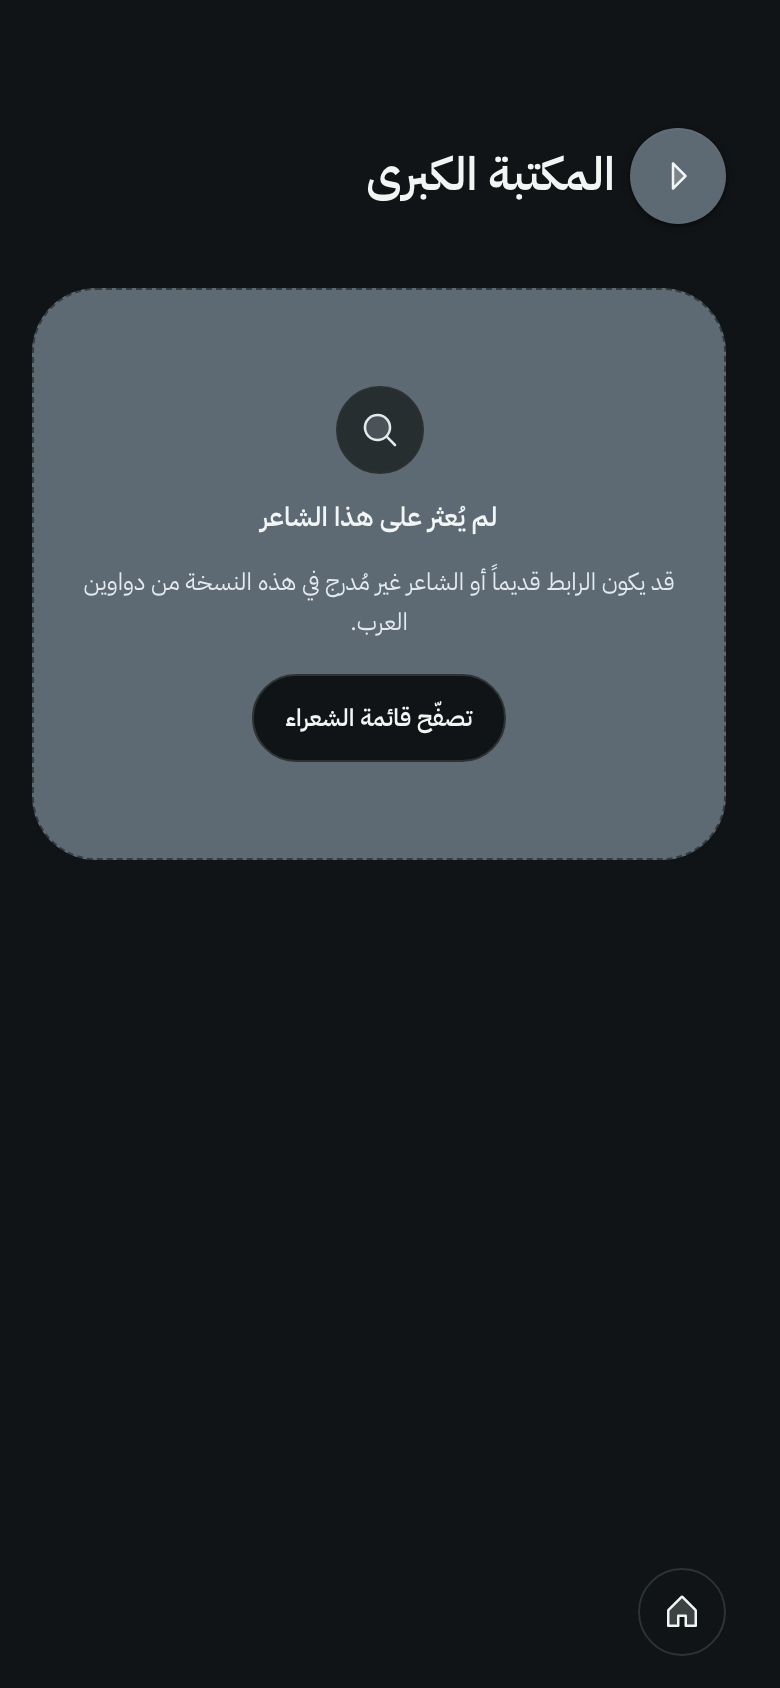 المكتبة الكبرى
لم يُعثر على هذا الشاعر
قد يكون الرابط قديماً أو الشاعر غير مُدرج في هذه النسخة من دواوين
العرب.
تصفّح قائمة الشعراء